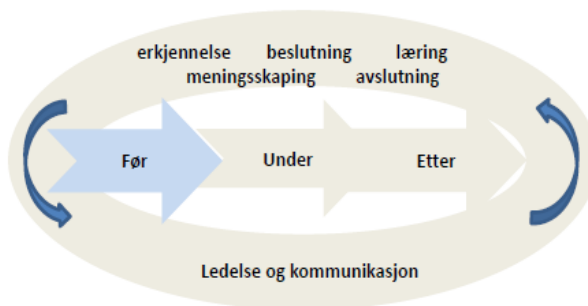 erkjennelse beslutning læring
meningsskaping avslutning
Før Under Etter
Ledelse og kommunikasjon